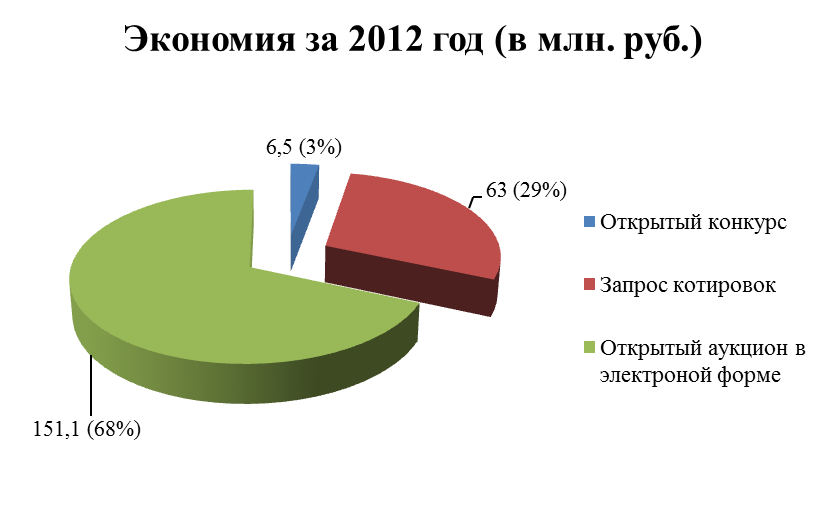 Экономия за 2012 год (в млн. руб.)
6,5 (3%)
63 (29%)
151,1 (68%)
Открытый конкурс
Запрос котировок
Открытый аукцион в
электроной форме